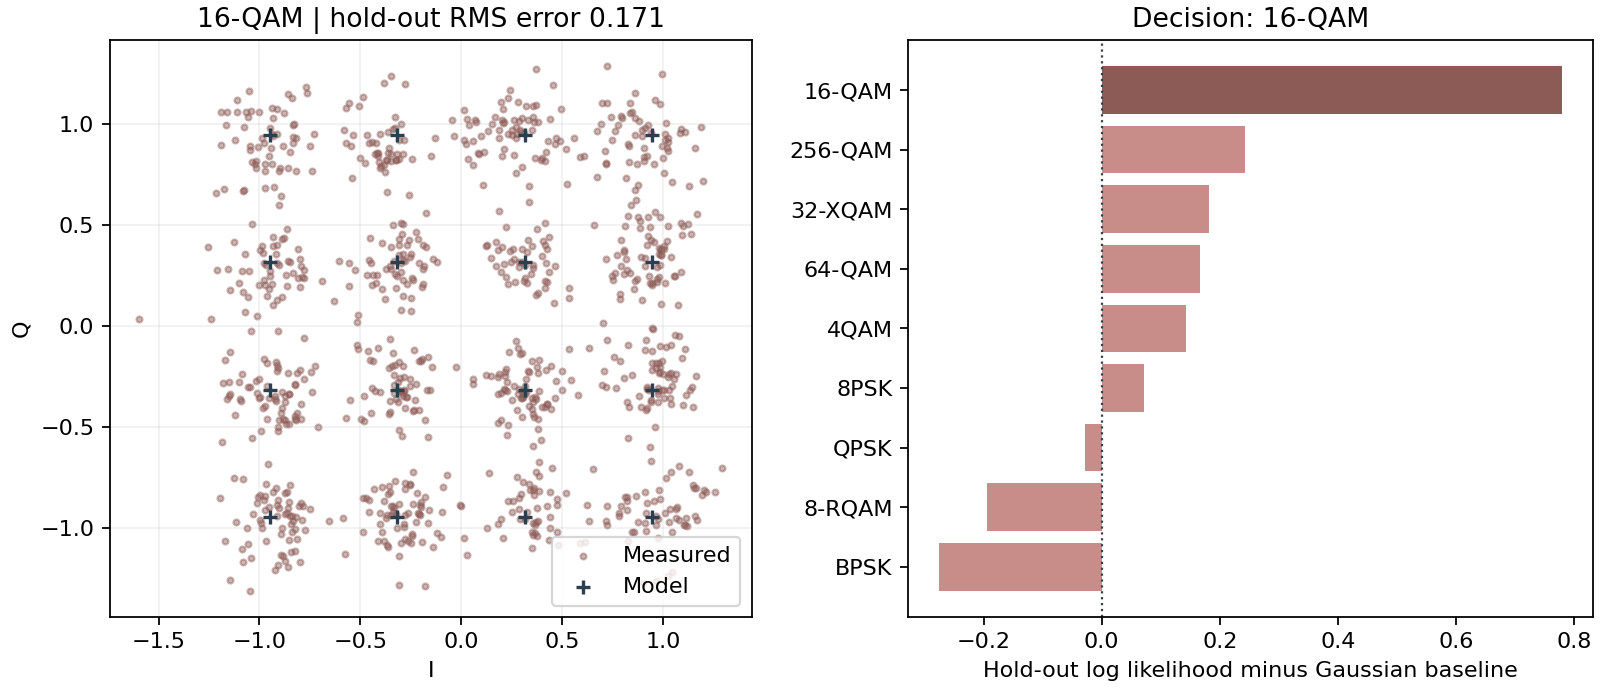 16-QAM | hold-out RMS error 0.171
Q
1.0
0.5
0.0
−0.5
−1.0
−1.5
−1.0
−0.5
0.0
0.5
1.0
I
Measured
Model
Decision: 16-QAM
16-QAM
256-QAM
32-XQAM
64-QAM
4QAM
8PSK
QPSK
8-RQAM
BPSK
−0.2
0.0
0.2
0.4
0.6
0.8
Hold-out log likelihood minus Gaussian baseline